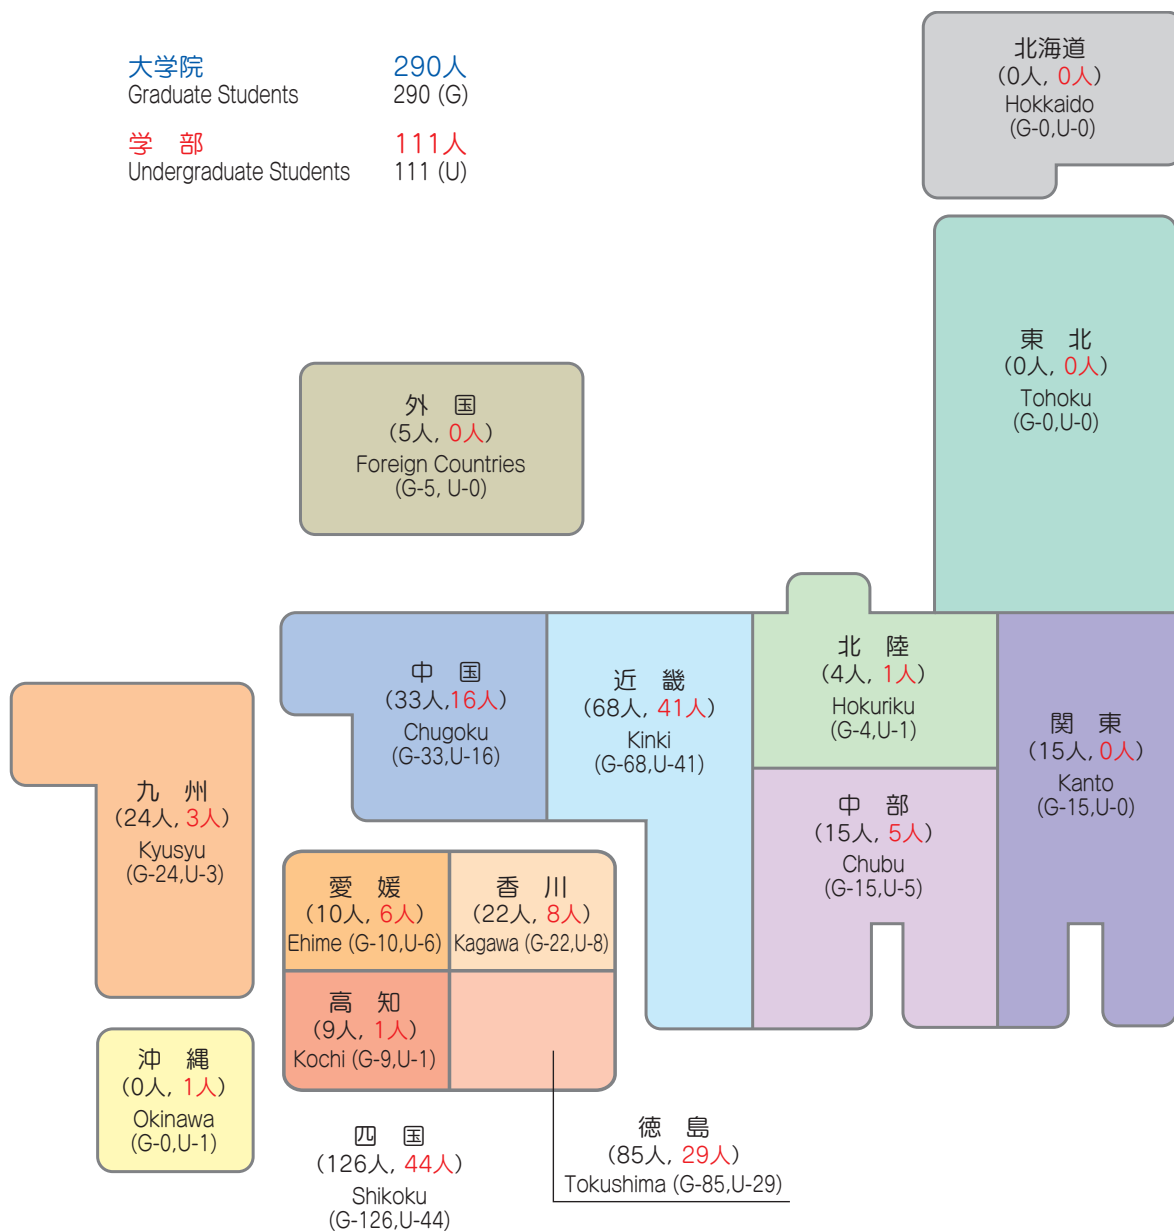 大学院 290人
Graduate Students 290 (G)
学 部 111人
Undergraduate Students 111 (U)
北海道
(0人, 0人)
Hokkaido
(G-0,U-0)
東 北
(0人, 0人)
Tohoku
(G-0,U-0)
外 国
(5人, 0人)
Foreign Countries
(G-5, U-0)
中 国
(33人,16人)
Chugoku
(G-33,U-16)
近 畿
(68人, 41人)
Kinki
(G-68,U-41)
北 陸
(4人, 1人)
Hokuriku
(G-4,U-1)
関 東
(15人, 0人)
Kanto
(G-15,U-0)
九 州
(24人, 3人)
Kyusyu
(G-24,U-3)
中 部
(15人, 5人)
Chubu
(G-15,U-5)
愛 媛
(10人, 6人)
Ehime (G-10,U-6)
香 川
(22人, 8人)
Kagawa (G-22,U-8)
高 知
(9人, 1人)
Kochi (G-9,U-1)
沖 縄
(0人, 1人)
Okinawa
(G-0,U-1)
四 国
(126人, 44人)
Shikoku
(G-126,U-44)
徳 島
(85人, 29人)
Tokushima (G-85,U-29)